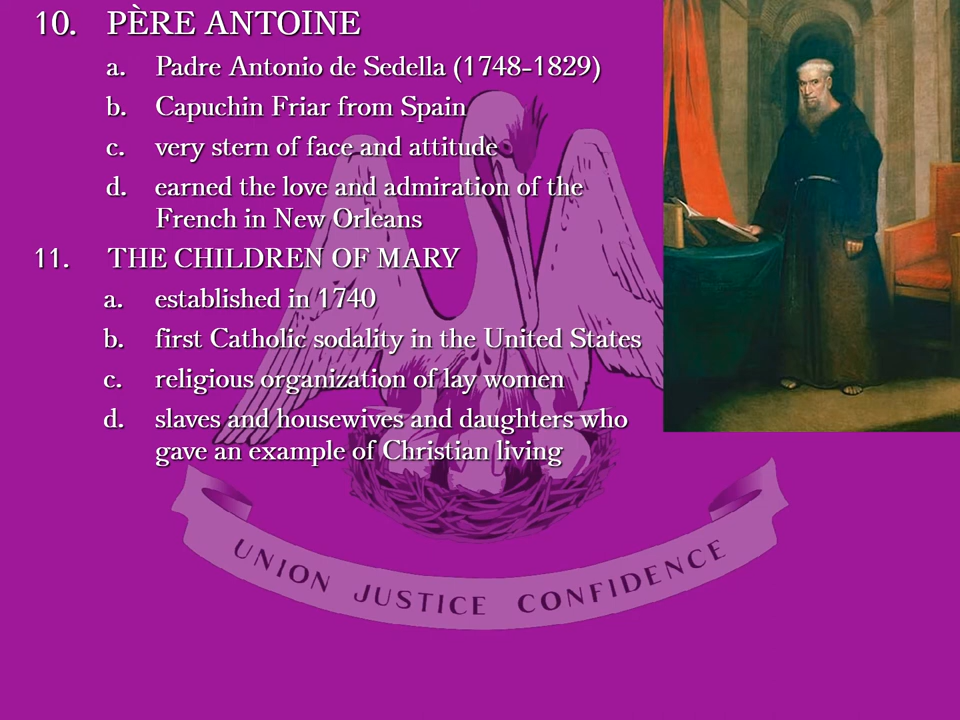 10. PÈRE ANTOINE
a. Padre Antonio de Sedella (1748-1829)
b. Capuchin Friar from Spain
c. very stern of face and attitude
d. earned the love and admiration of the
French in New Orleans
11. THE CHILDREN OF MARY
a. established in 1740
b. first Catholic sodality in the United States
c. religious organization of lay women
d. slaves and housewives and daughters who
gave an example of Christian living
UNION JUSTICE CONFIDENCE